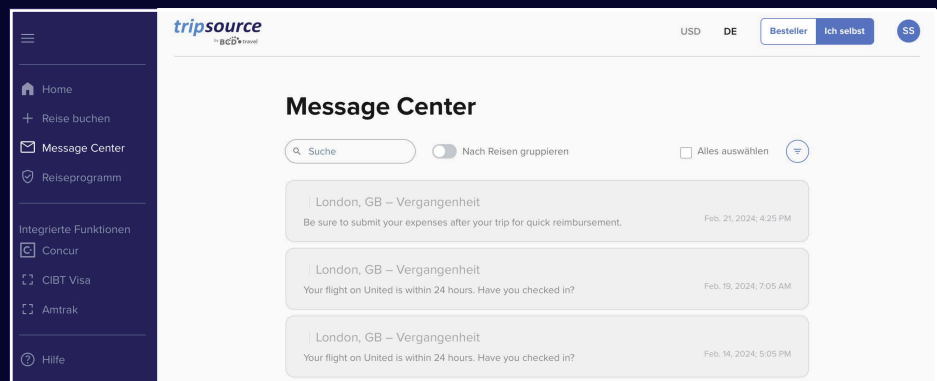 tripsource
by BCD travel
USD DE Besteller Ich selbst SS
Home
Reise buchen
Message Center
Reiseprogramm
Integrierte Funktionen
C. Concur
CIBT Visa
Amtrak
Hilfe
Message Center
Suche Nach Reisen gruppieren Alles auswählen
London, GB – Vergangenheit
Be sure to submit your expenses after your trip for quick reimbursement. Feb. 21, 2024; 4:25 PM
London, GB – Vergangenheit
Your flight on United is within 24 hours. Have you checked in? Feb. 19, 2024; 7:05 AM
London, GB – Vergangenheit
Your flight on United is within 24 hours. Have you checked in? Feb. 14, 2024; 5:05 PM